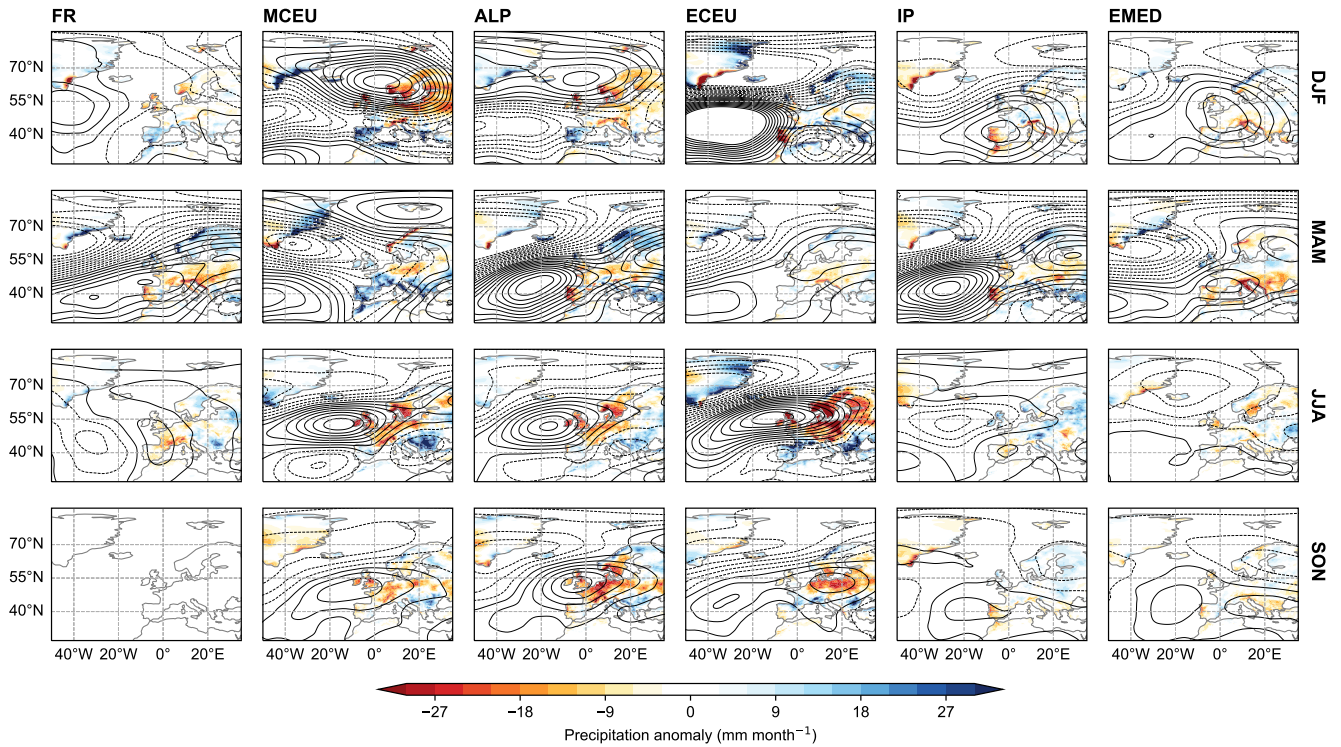 FR MCEU ALP ECEU IP EMED
70°N
55°N
40°N
DJF
70°N
55°N
40°N
MAM
70°N
55°N
40°N
JJA
70°N
55°N
40°N
SON
40°W 20°W 0° 20°E 40°W 20°W 0° 20°E 40°W 20°W 0° 20°E 40°W 20°W 0° 20°E 40°W 20°W 0° 20°E 40°W 20°W 0° 20°E
−27 −18 −9 0 9 18 27
Precipitation anomaly (mm month⁻¹)